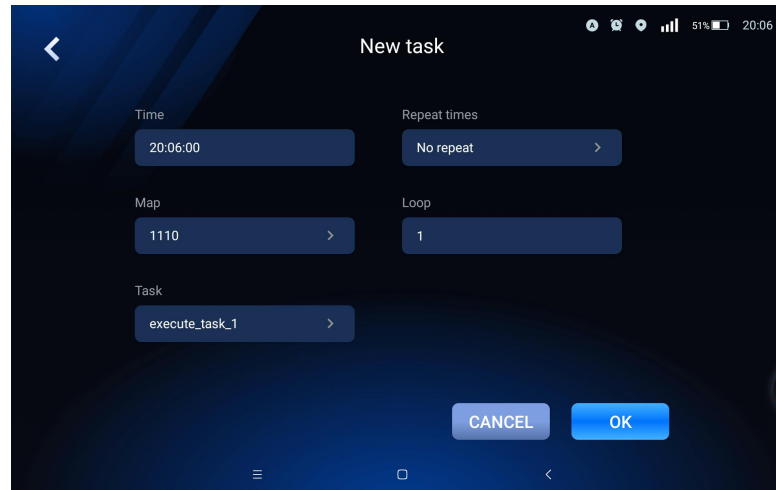 51% 20:06
New task
Time
Repeat times
20:06:00
No repeat
Map
Loop
1110
1
Task
execute_task_1
CANCEL
OK